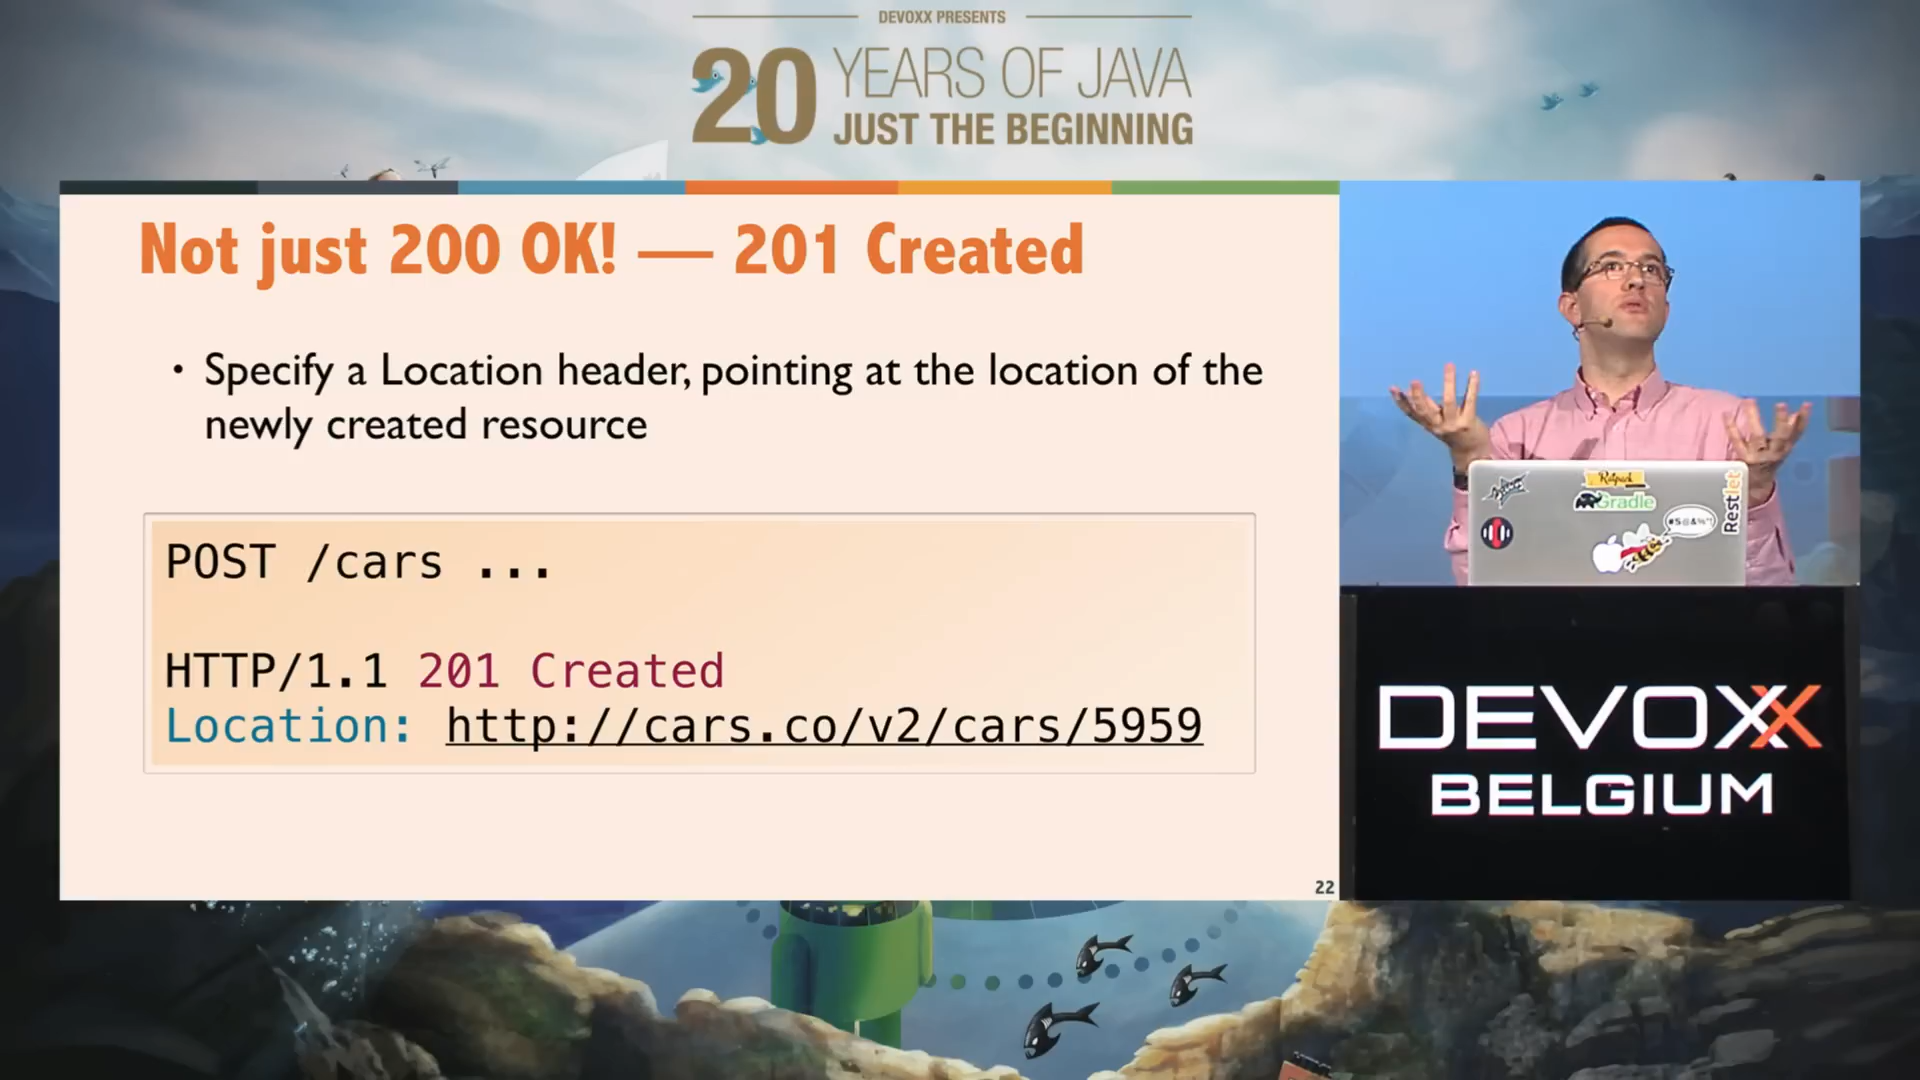 DEVOXX PRESENTS
20 YEARS OF JAVA
JUST THE BEGINNING
Not just 200 OK! — 201 Created
• Specify a Location header, pointing at the location of the
newly created resource
POST /cars ...
HTTP/1.1 201 Created
Location: http://cars.co/v2/cars/5959
22
Ratpack
Gradle
#$@&%*!
Restlet
DEVOXX
BELGIUM